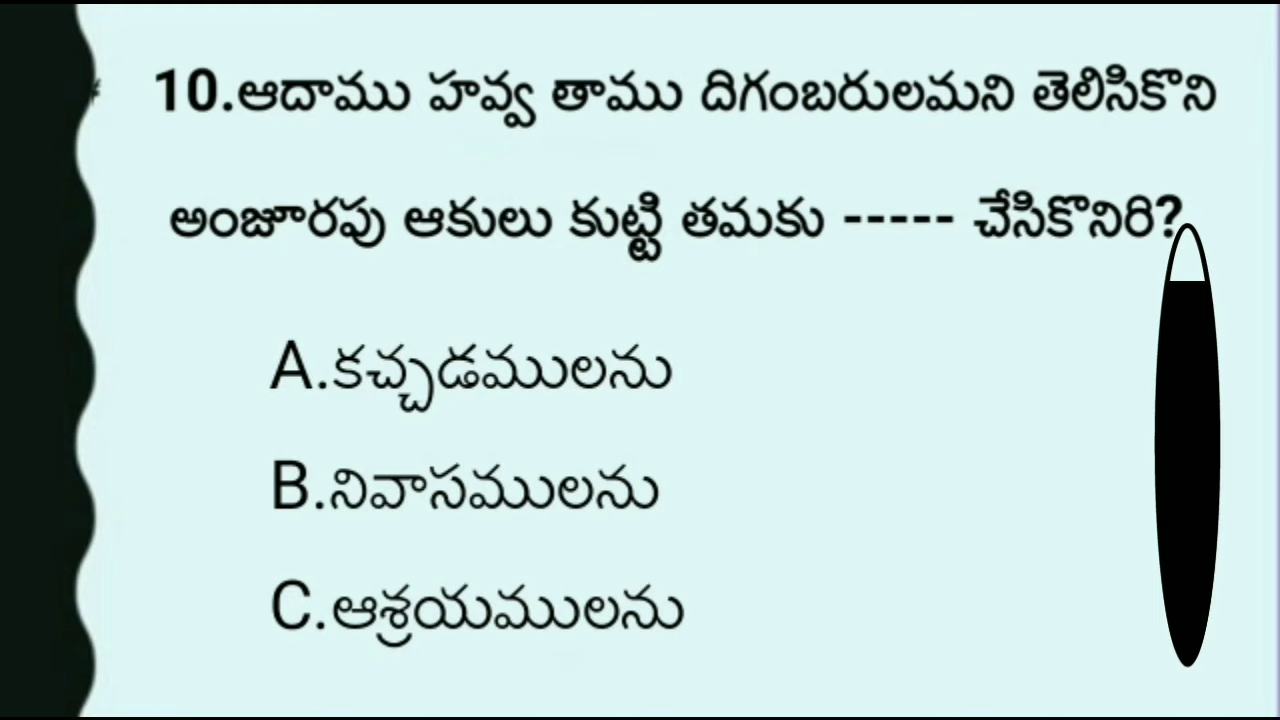 10.ఆదాము హవ్వ తాము దిగంబరులమని తెలిసికొని
అంజూరపు ఆకులు కుట్టి తమకు ----- చేసికొనిరి?
A.కచ్చడములను
B.నివాసములను
C.ఆశ్రయములను